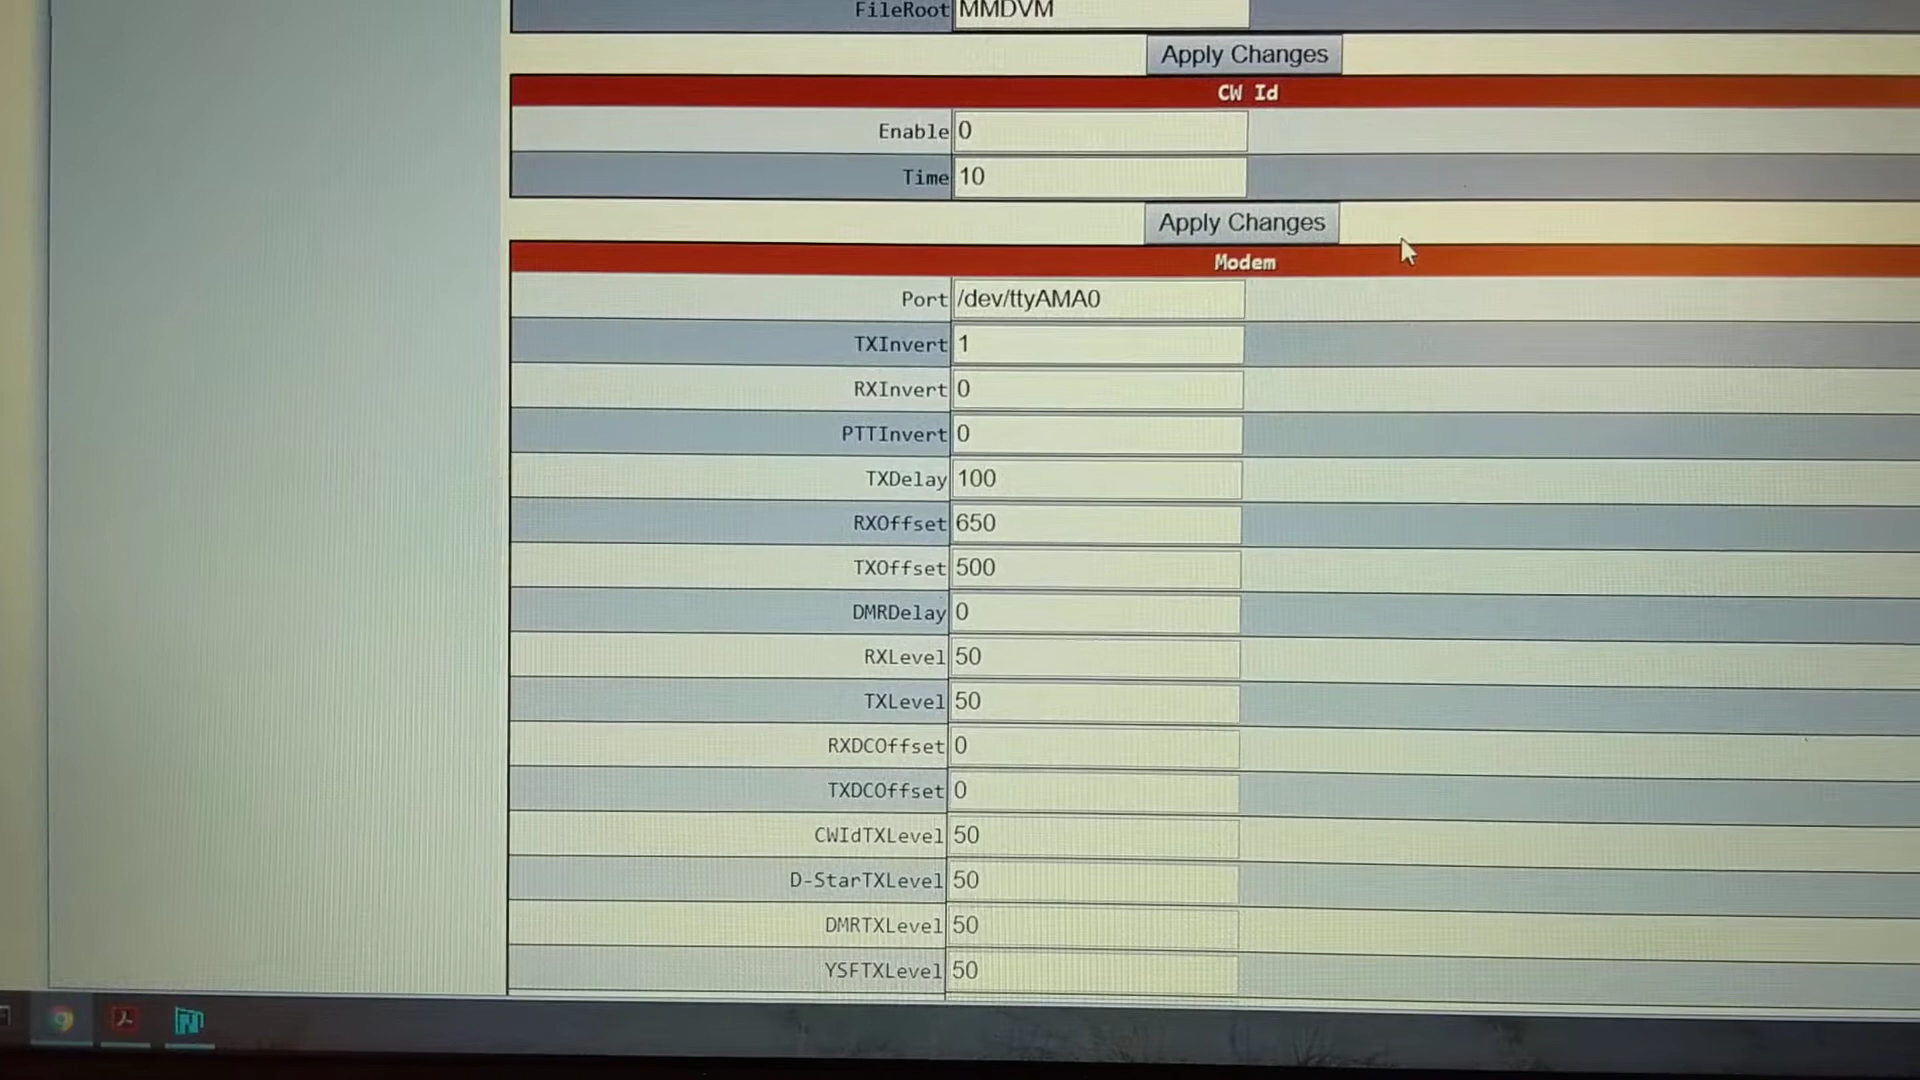 FileRoot MMDVM
Apply Changes
CW Id
Enable 0
Time 10
Apply Changes
Modem
Port /dev/ttyAMA0
TXInvert 1
RXInvert 0
PTTInvert 0
TXDelay 100
RXOffset 650
TXOffset 500
DMRDelay 0
RXLevel 50
TXLevel 50
RXDCOffset 0
TXDCOffset 0
CWIdTXLevel 50
D-StarTXLevel 50
DMRTXLevel 50
YSFTXLevel 50